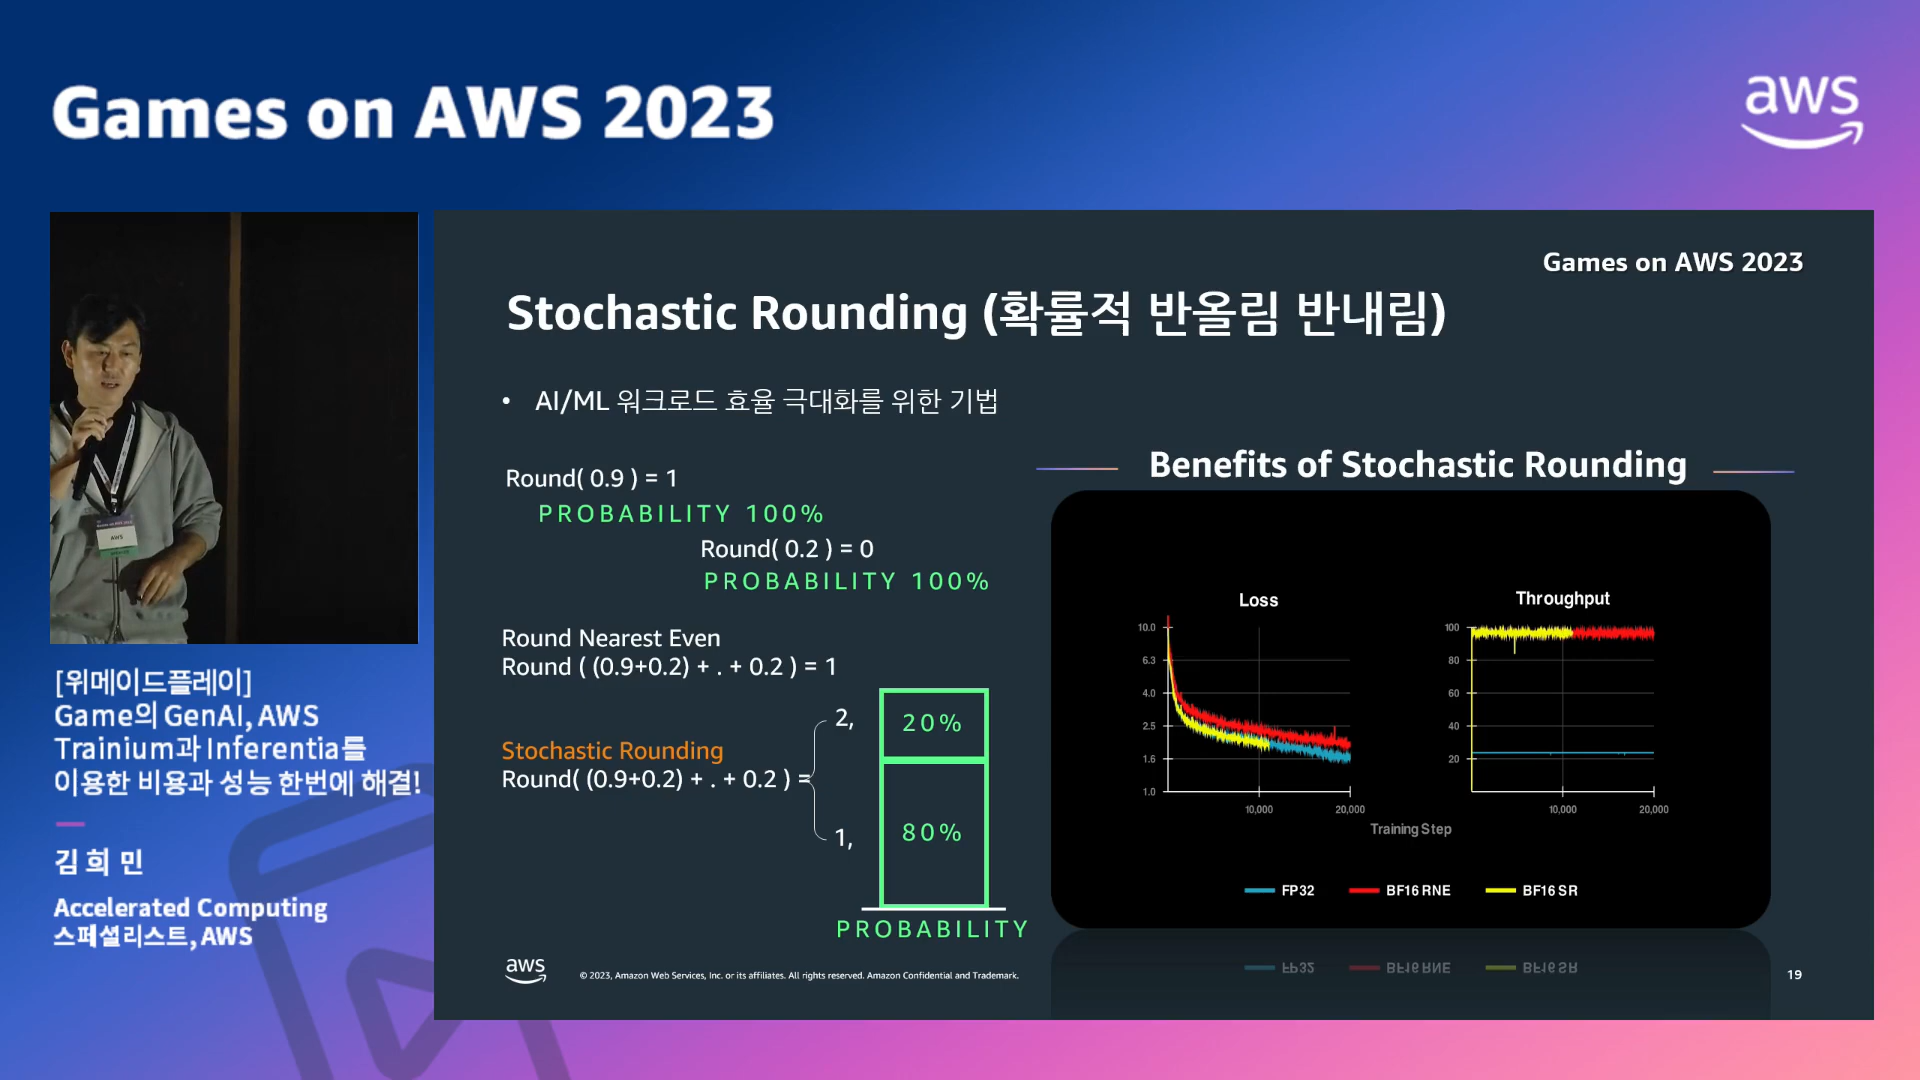 Games on AWS 2023
aws
AWS
[위메이드플레이]
Game의 GenAI, AWS
Trainium과 Inferentia를
이용한 비용과 성능 한번에 해결!
김 희 민
Accelerated Computing
스페셜리스트, AWS
Games on AWS 2023
Stochastic Rounding (확률적 반올림 반내림)
• AI/ML 워크로드 효율 극대화를 위한 기법
Round( 0.9 ) = 1
PROBABILITY 100%
Round( 0.2 ) = 0
PROBABILITY 100%
Round Nearest Even
Round ( (0.9+0.2) + . + 0.2 ) = 1
Stochastic Rounding
Round( (0.9+0.2) + . + 0.2 ) =
2,
20%
1,
80%
PROBABILITY
Benefits of Stochastic Rounding
Loss
10.0
6.3
4.0
2.5
1.6
1.0
10,000
20,000
Throughput
100
80
60
40
20
10,000
20,000
Training Step
FP32
BF16 RNE
BF16 SR
aws
© 2023, Amazon Web Services, Inc. or its affiliates. All rights reserved. Amazon Confidential and Trademark.
19